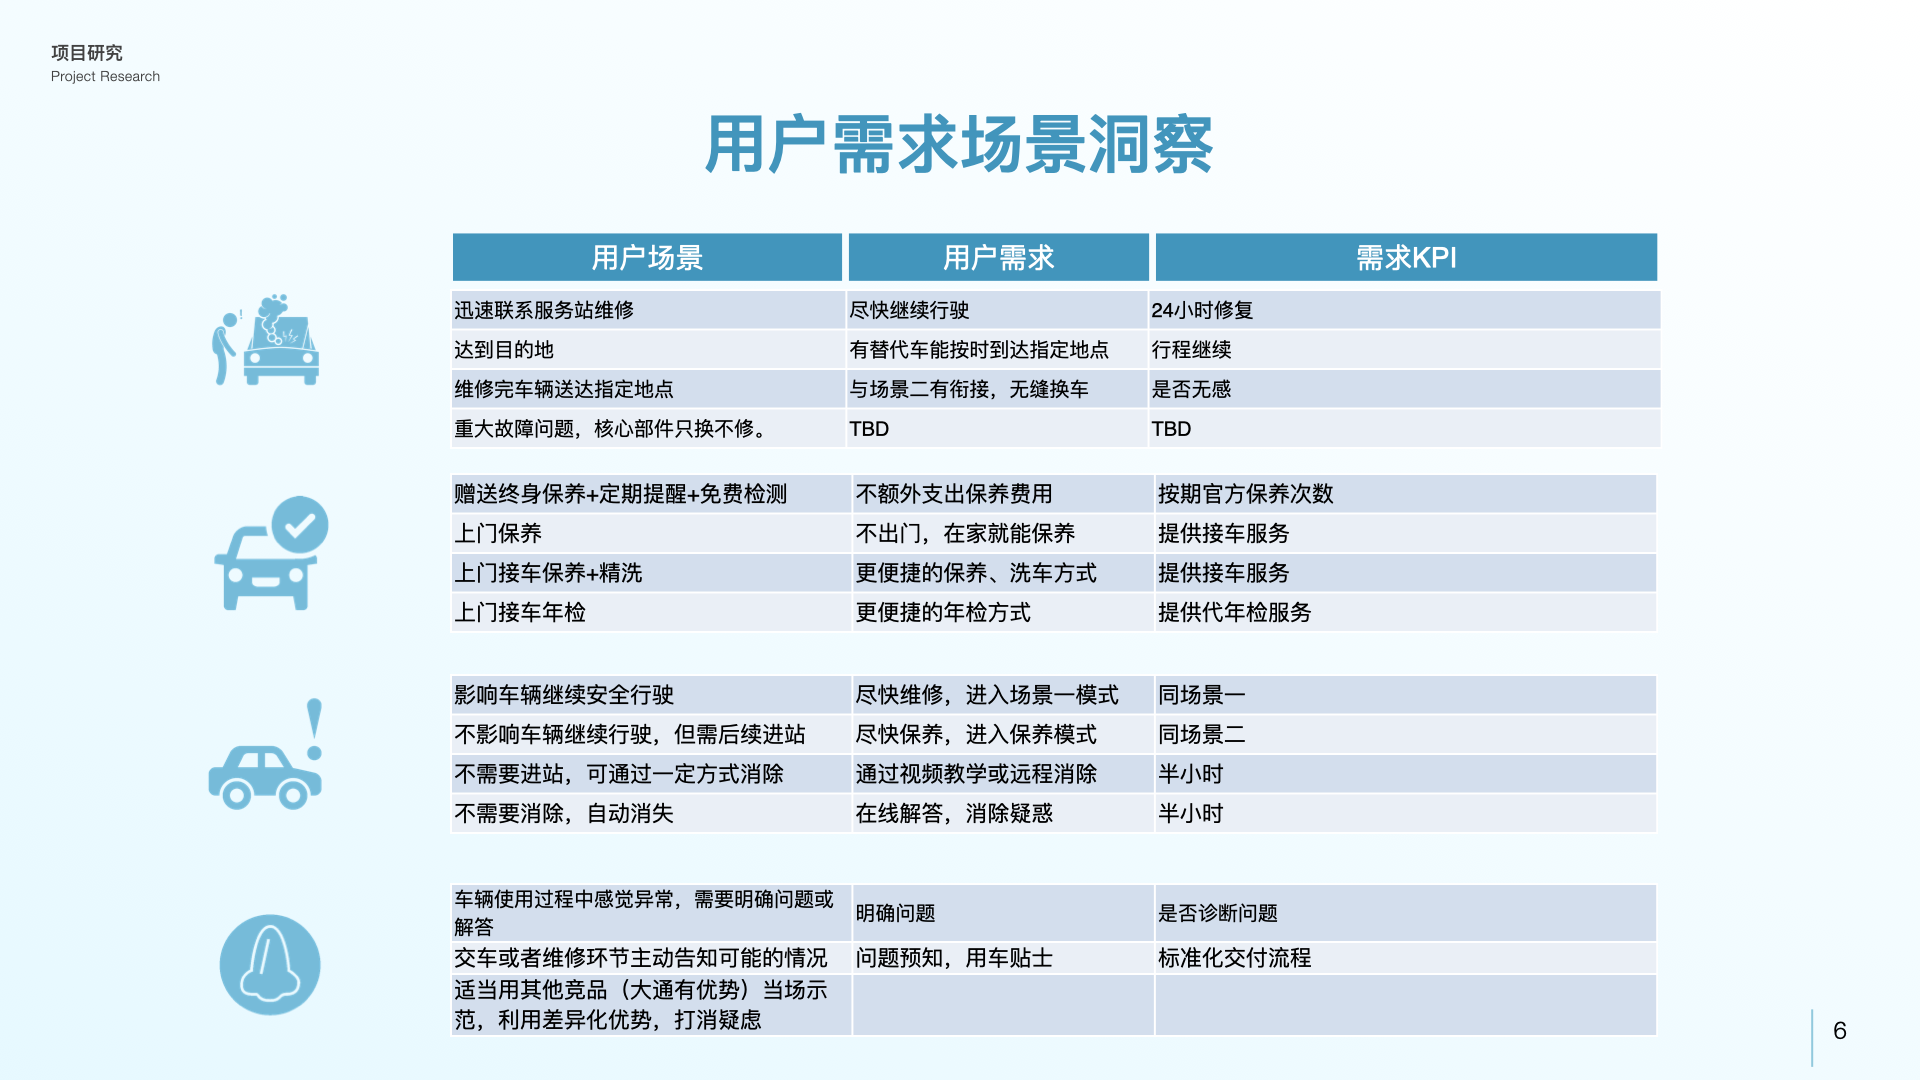 项目研究
Project Research
用户需求场景洞察
用户场景 用户需求 需求KPI
迅速联系服务站维修 尽快继续行驶 24小时修复
达到目的地 有替代车能按时到达指定地点 行程继续
维修完车辆送达指定地点 与场景二有衔接，无缝换车 是否无感
重大故障问题，核心部件只换不修。 TBD TBD
赠送终身保养+定期提醒+免费检测 不额外支出保养费用 按期官方保养次数
上门保养 不出门，在家就能保养 提供接车服务
上门接车保养+精洗 更便捷的保养、洗车方式 提供接车服务
上门接车年检 更便捷的年检方式 提供代年检服务
影响车辆继续安全行驶 尽快维修，进入场景一模式 同场景一
不影响车辆继续行驶，但需后续进站 尽快保养，进入保养模式 同场景二
不需要进站，可通过一定方式消除 通过视频教学或远程消除 半小时
不需要消除，自动消失 在线解答，消除疑惑 半小时
车辆使用过程中感觉异常，需要明确问题或
解答 明确问题 是否诊断问题
交车或者维修环节主动告知可能的情况 问题预知，用车贴士 标准化交付流程
适当用其他竞品（大通有优势）当场示
范，利用差异化优势，打消疑虑
6